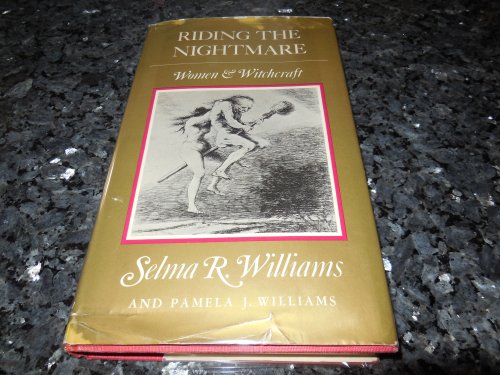 RIDING THE
NIGHTMARE
Women & Witchcraft
Selma R. Williams
AND PAMELA J. WILLIAMS